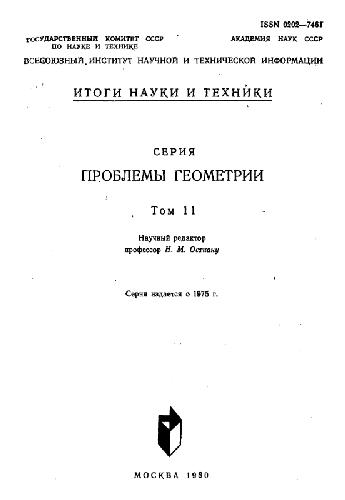 ISSN 0202—7461
ГОСУДАРСТВЕННЫЙ КОМИТЕТ СССР
ПО НАУКЕ И ТЕХНИКЕ
АКАДЕМИЯ НАУК СССР
ВСЕСОЮЗНЫЙ ИНСТИТУТ НАУЧНОЙ И ТЕХНИЧЕСКОЙ ИНФОРМАЦИИ
ИТОГИ НАУКИ И ТЕХНИКИ
СЕРИЯ
ПРОБЛЕМЫ ГЕОМЕТРИИ
Том 11
Научный редактор
профессор Н. М. Остиану
Серия издается с 1975 г.
МОСКВА 1980